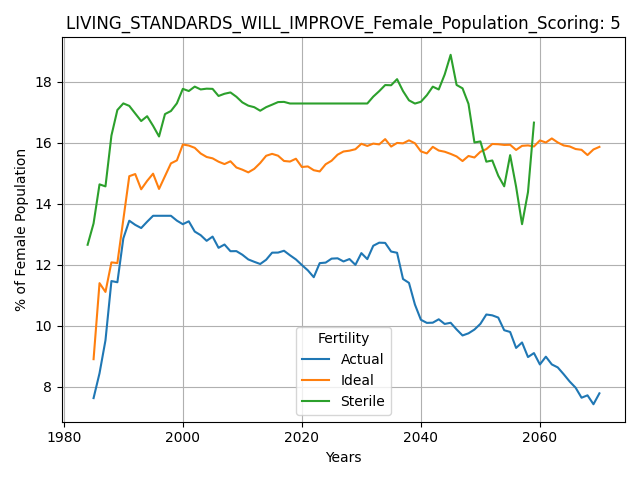 LIVING_STANDARDS_WILL_IMPROVE_Female_Population_Scoring: 5
% of Female Population
18
16
14
12
10
8
Fertility
Actual
Ideal
Sterile
1980
2000
2020
2040
2060
Years